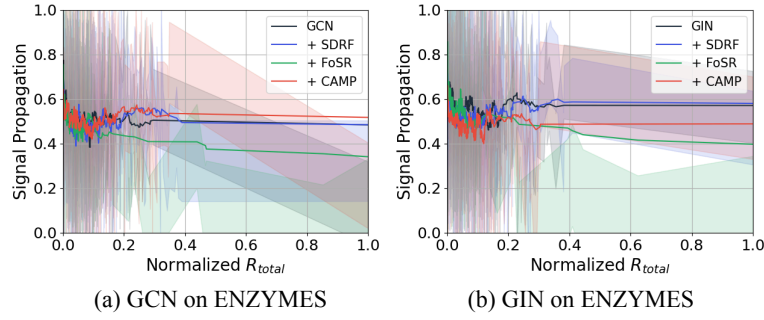 1.0
0.8
0.6
0.4
0.2
0.0
Signal Propagation
GCN
+ SDRF
+ FoSR
+ CAMP
0.0 0.2 0.4 0.6 0.8 1.0
Normalized R_total
(a) GCN on ENZYMES
1.0
0.8
0.6
0.4
0.2
0.0
Signal Propagation
GIN
+ SDRF
+ FoSR
+ CAMP
0.0 0.2 0.4 0.6 0.8 1.0
Normalized R_total
(b) GIN on ENZYMES